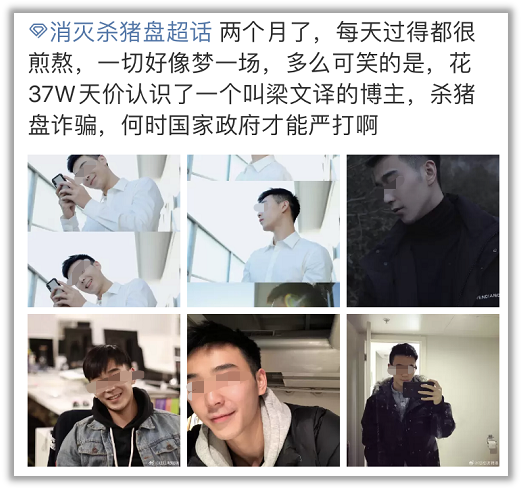 消灭杀猪盘超话 两个月了，每天过得都很
煎熬，一切好像梦一场，多么可笑的是，花
37W天价认识了一个叫梁文译的博主，杀猪
盘诈骗，何时国家政府才能严打啊